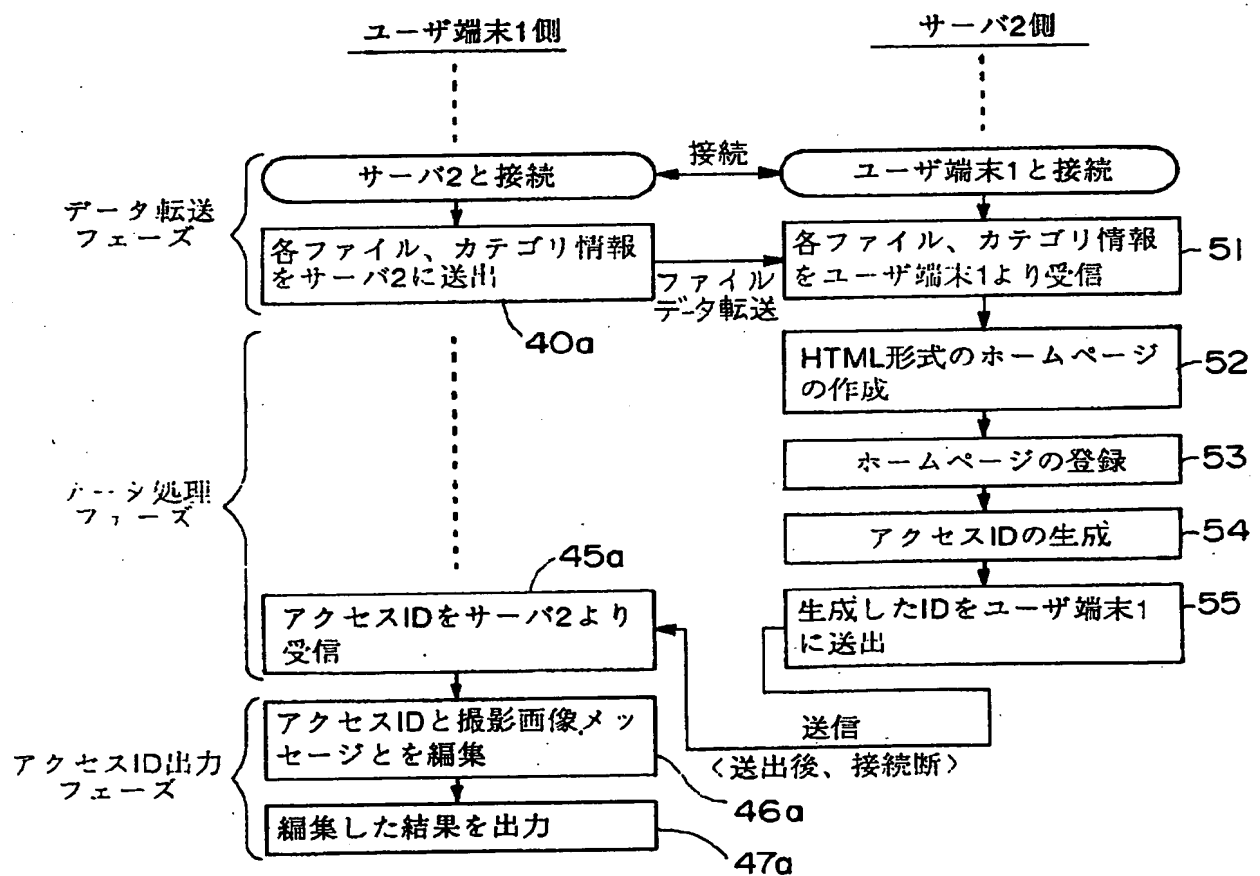 ユーザ端末1側
サーバ2側
接続
サーバ2と接続
ユーザ端末1と接続
データ転送
フェーズ
各ファイル、カテゴリ情報
をサーバ2に送出
各ファイル、カテゴリ情報
をユーザ端末1より受信
51
ファイル
データ転送
40a
HTML形式のホームページ
の作成
52
ホームページの登録
53
データ処理
フェーズ
アクセスIDの生成
54
45a
アクセスIDをサーバ2より
受信
生成したIDをユーザ端末1
に送出
55
アクセスIDと撮影画像メッ
セージとを編集
送信
<送出後、接続断>
アクセスID出力
フェーズ
46a
編集した結果を出力
47a